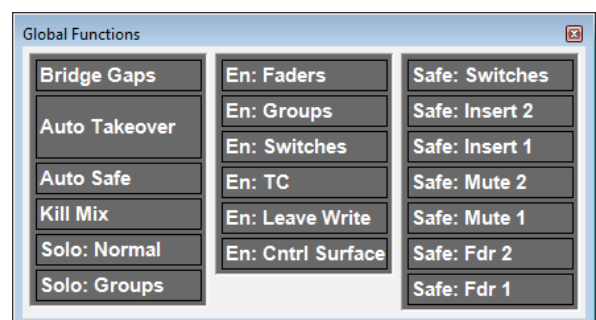 Global Functions
Bridge Gaps
Auto Takeover
Auto Safe
Kill Mix
Solo: Normal
Solo: Groups
En: Faders
En: Groups
En: Switches
En: TC
En: Leave Write
En: Cntrl Surface
Safe: Switches
Safe: Insert 2
Safe: Insert 1
Safe: Mute 2
Safe: Mute 1
Safe: Fdr 2
Safe: Fdr 1